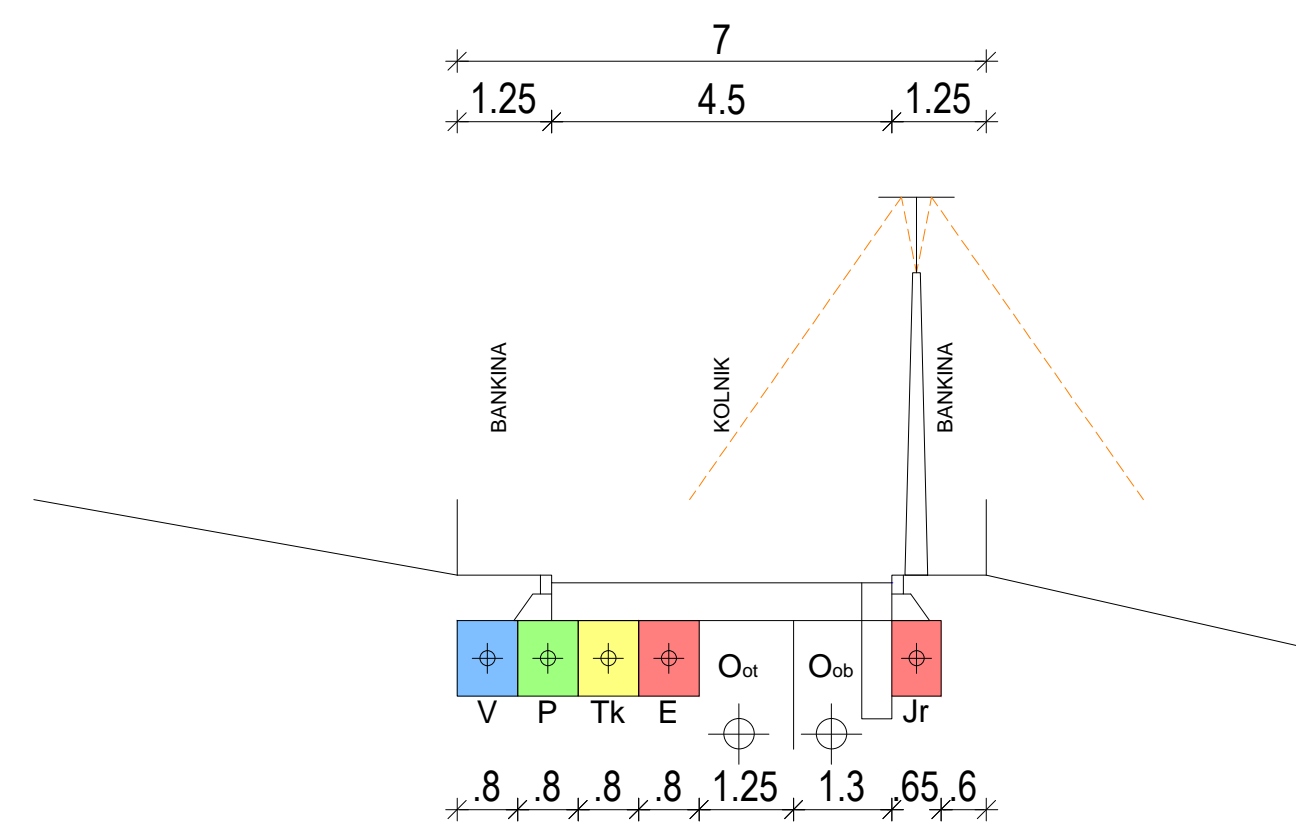 7
1.25 4.5 1.25
BANKINA KOLNIK BANKINA
Oot Oob
V P Tk E Jr
.8 .8 .8 .8 1.25 1.3 .65 .6